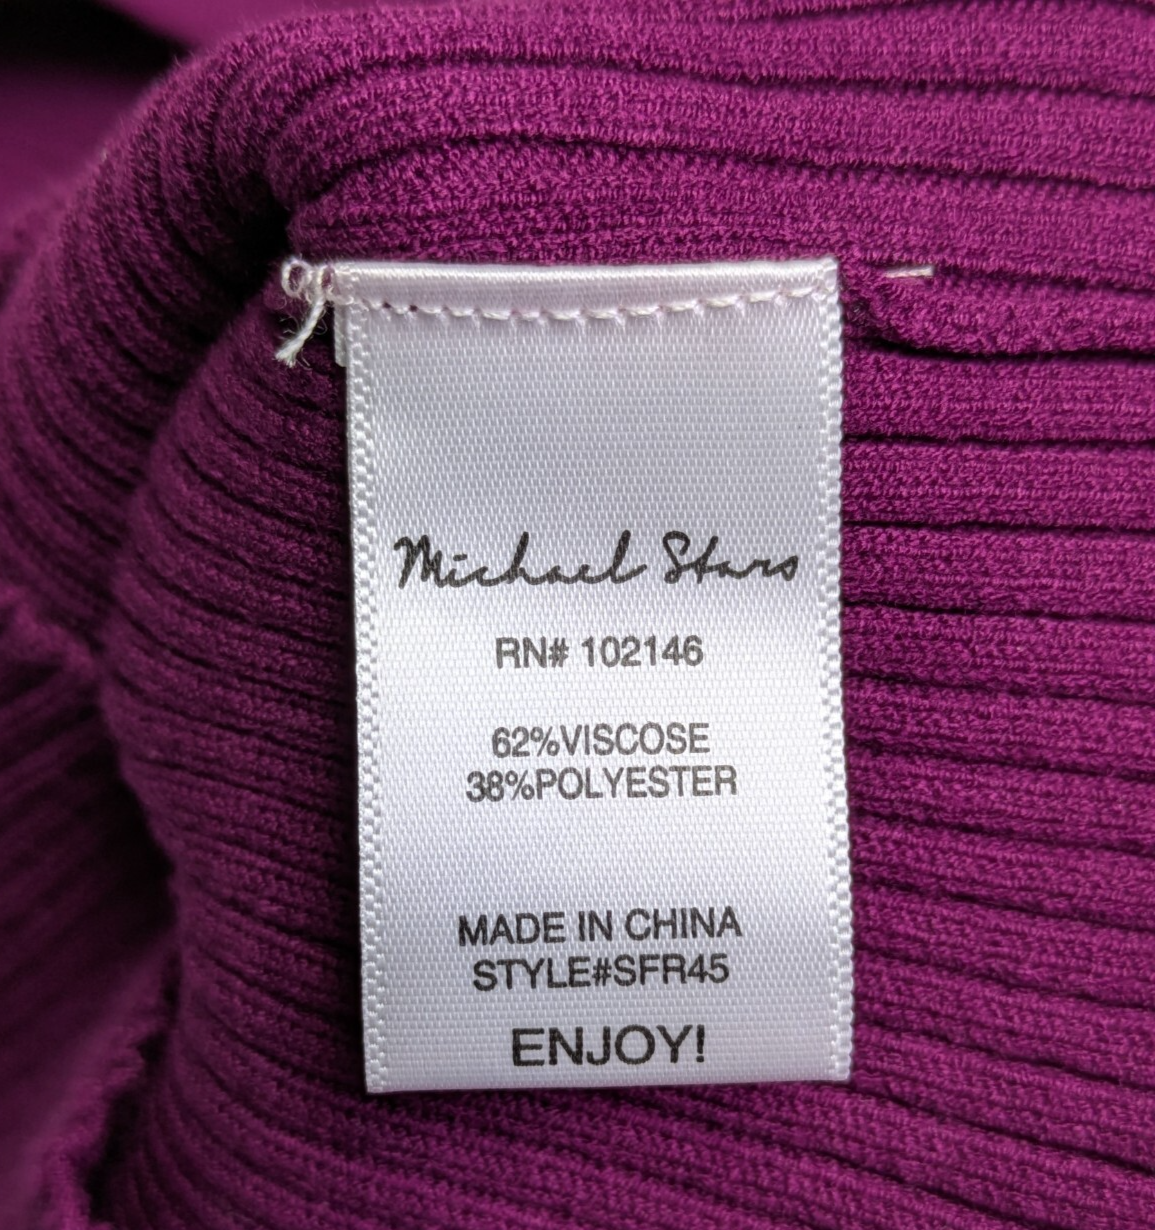 Michael Stars
RN# 102146
62%VISCOSE
38%POLYESTER
MADE IN CHINA
STYLE#SFR45
ENJOY!